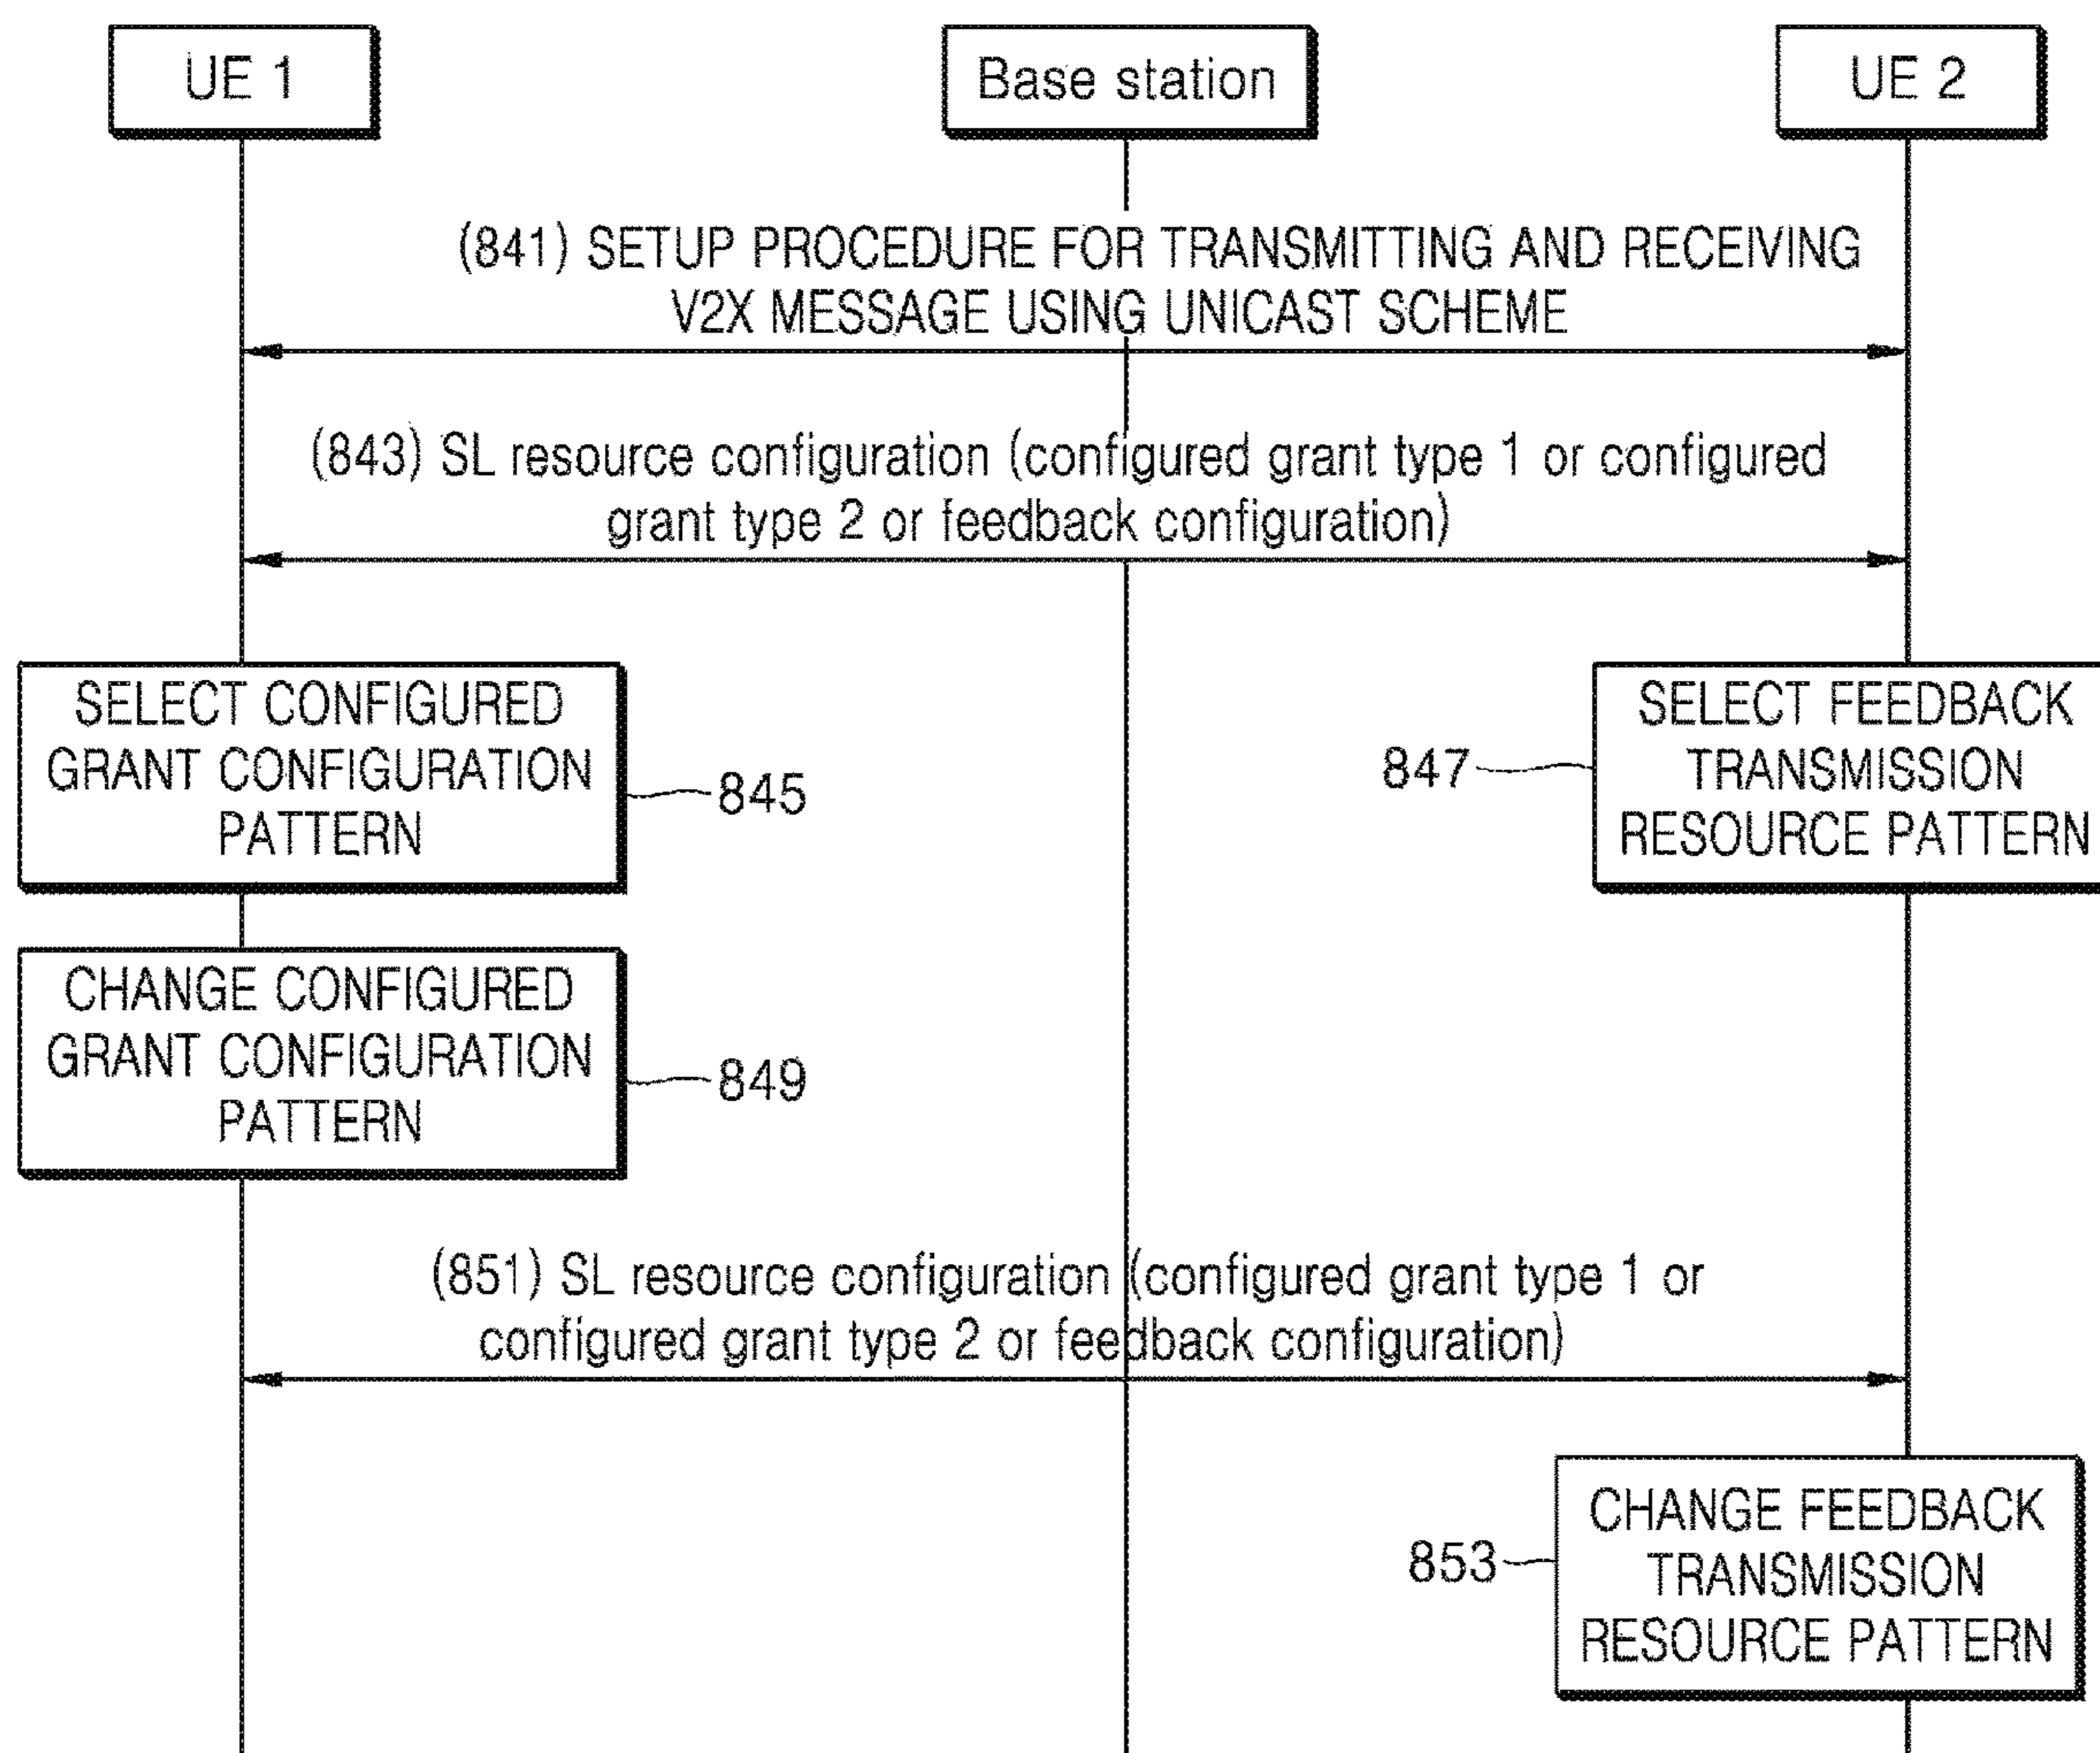 UE 1
Base station
UE 2
(841) SETUP PROCEDURE FOR TRANSMITTING AND RECEIVING
V2X MESSAGE USING UNICAST SCHEME
(843) SL resource configuration (configured grant type 1 or configured
grant type 2 or feedback configuration)
SELECT CONFIGURED
GRANT CONFIGURATION
PATTERN
845
847
SELECT FEEDBACK
TRANSMISSION
RESOURCE PATTERN
CHANGE CONFIGURED
GRANT CONFIGURATION
PATTERN
849
(851) SL resource configuration (configured grant type 1 or
configured grant type 2 or feedback configuration)
853
CHANGE FEEDBACK
TRANSMISSION
RESOURCE PATTERN